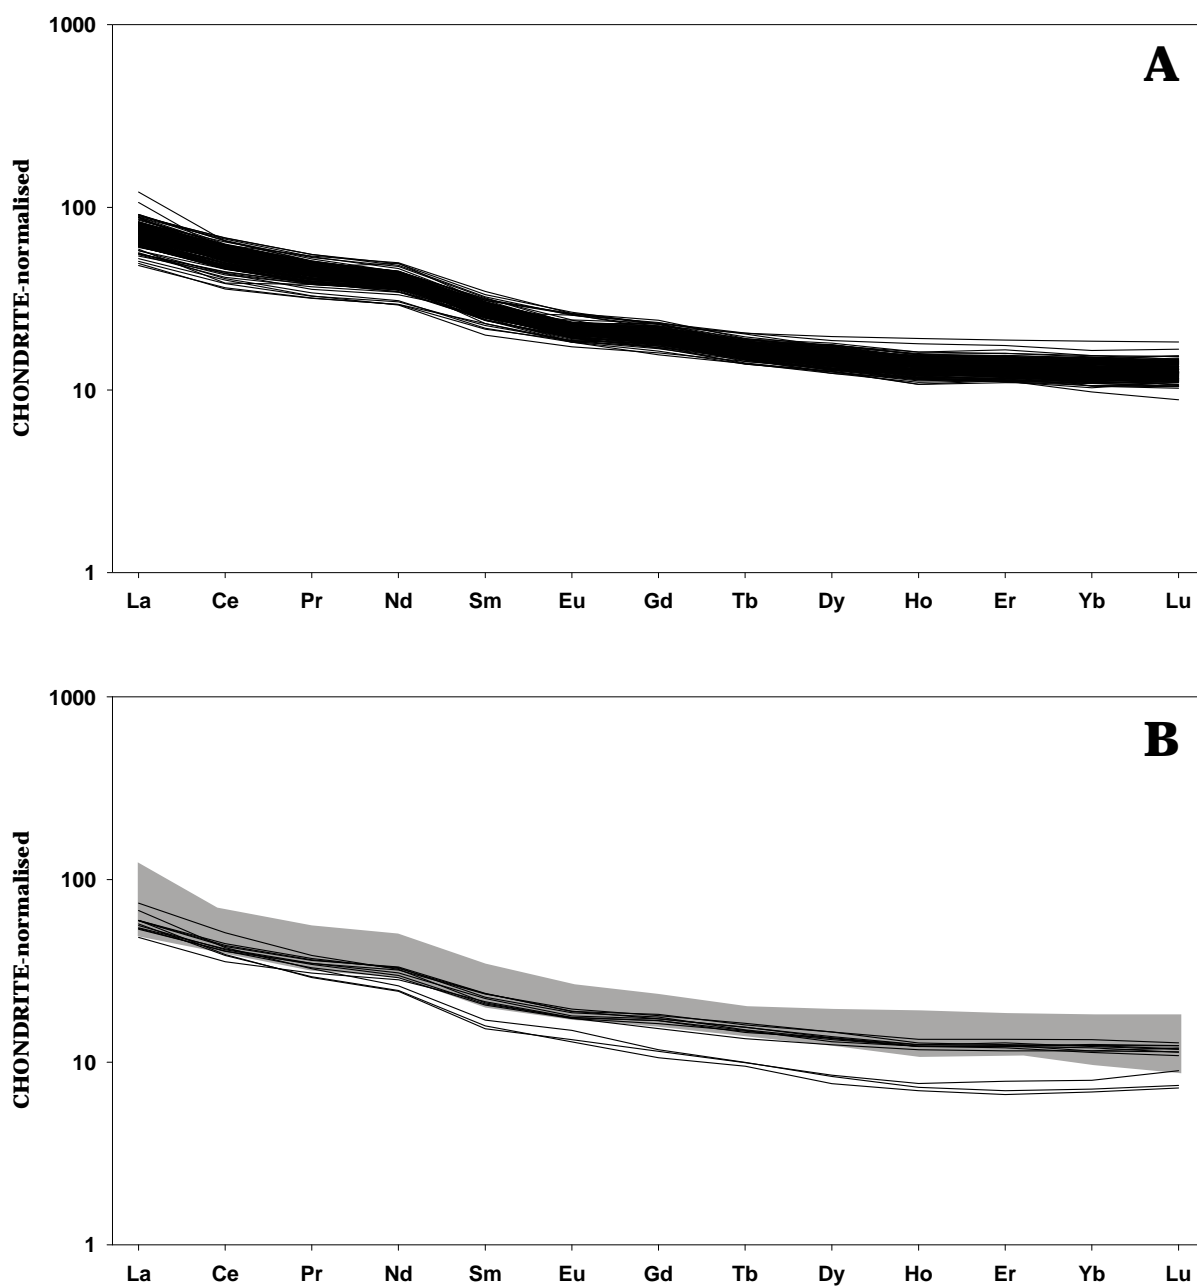 A
1000
100
10
1
CHONDRITE-normalised
La Ce Pr Nd Sm Eu Gd Tb Dy Ho Er Yb Lu
B
1000
100
10
1
CHONDRITE-normalised
La Ce Pr Nd Sm Eu Gd Tb Dy Ho Er Yb Lu